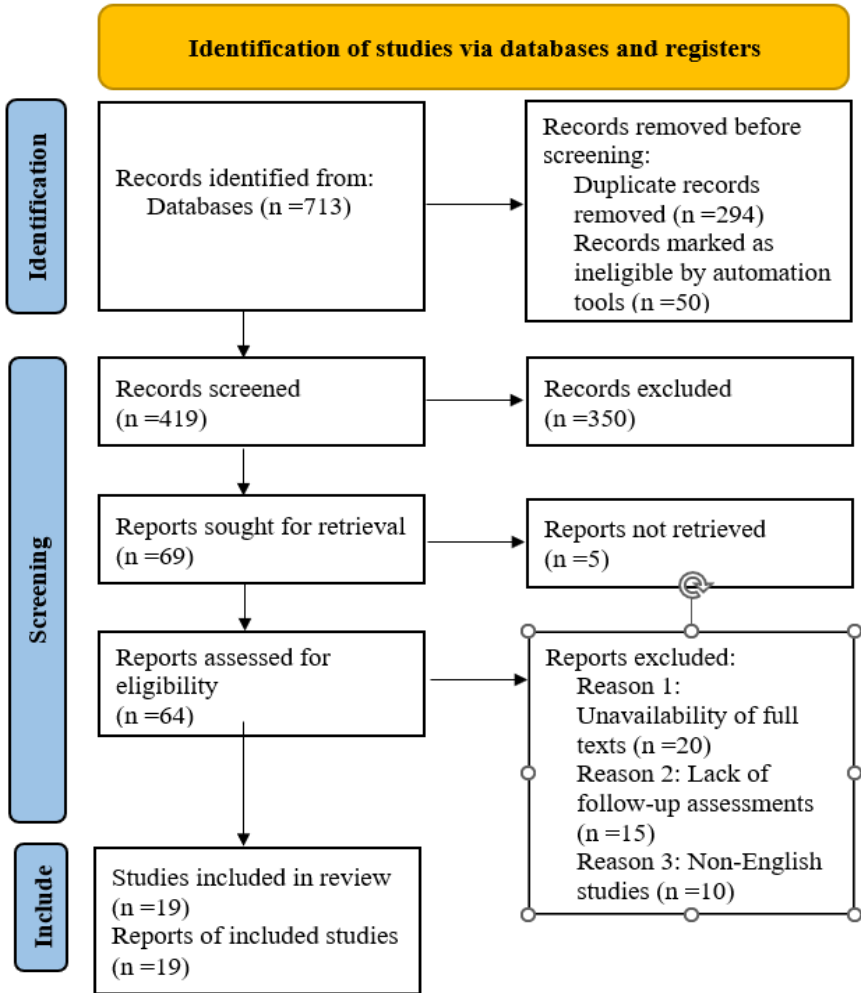 Identification of studies via databases and registers
Identification
Records identified from:
Databases (n =713)
Records removed before
screening:
Duplicate records
removed (n =294)
Records marked as
ineligible by automation
tools (n =50)
Screening
Records screened
(n =419)
Records excluded
(n =350)
Reports sought for retrieval
(n =69)
Reports not retrieved
(n =5)
Reports assessed for
eligibility
(n =64)
Reports excluded:
Reason 1:
Unavailability of full
texts (n =20)
Reason 2: Lack of
follow-up assessments
(n =15)
Reason 3: Non-English
studies (n =10)
Include
Studies included in review
(n =19)
Reports of included studies
(n =19)